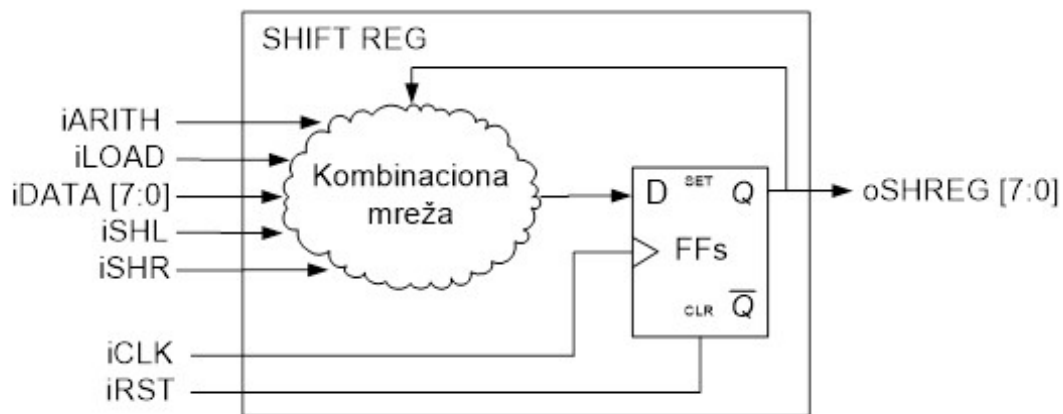 SHIFT REG
iARITH
iLOAD
iDATA [7:0]
iSHL
iSHR
Kombinaciona
mreža
D SET Q
FFs
CLR Q̅
oSHREG [7:0]
iCLK
iRST